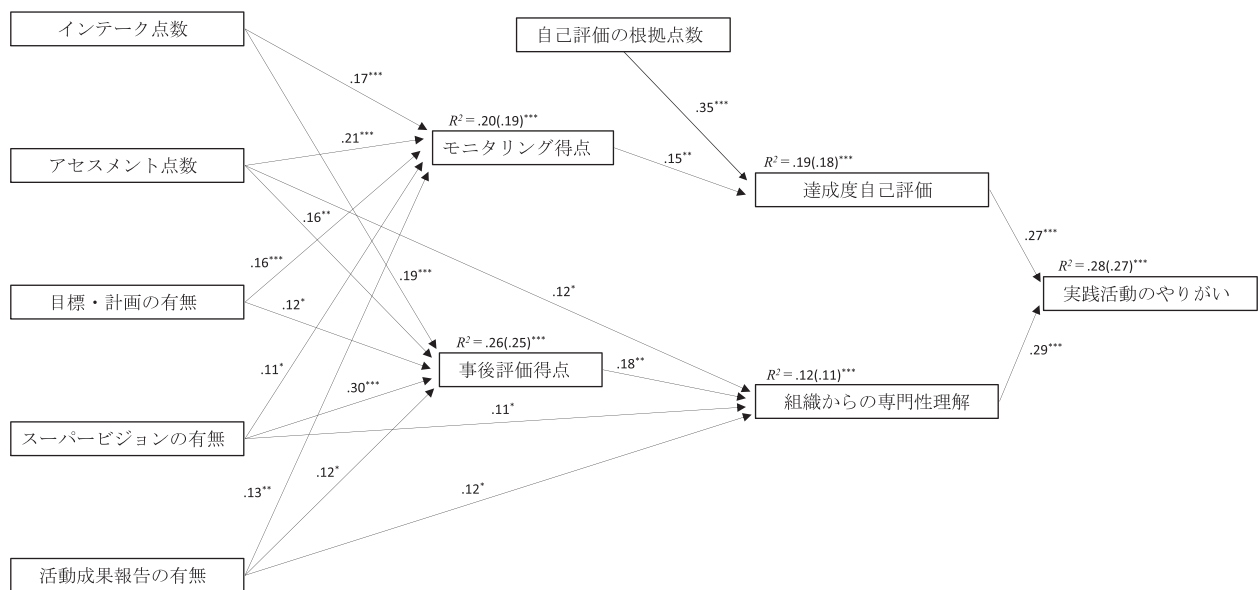 インテーク点数
自己評価の根拠点数
.17***
.35***
R² = .20(.19)***
モニタリング得点
.21***
アセスメント点数
.15**
R² = .19(.18)***
達成度自己評価
.16**
.27***
.16***
.19***
R² = .28(.27)***
実践活動のやりがい
目標・計画の有無
.12*
.12*
R² = .26(.25)***
事後評価得点
.18**
.29***
.11*
.30***
R² = .12(.11)***
組織からの専門性理解
.11*
スーパービジョンの有無
.12*
.13**
.12*
活動成果報告の有無